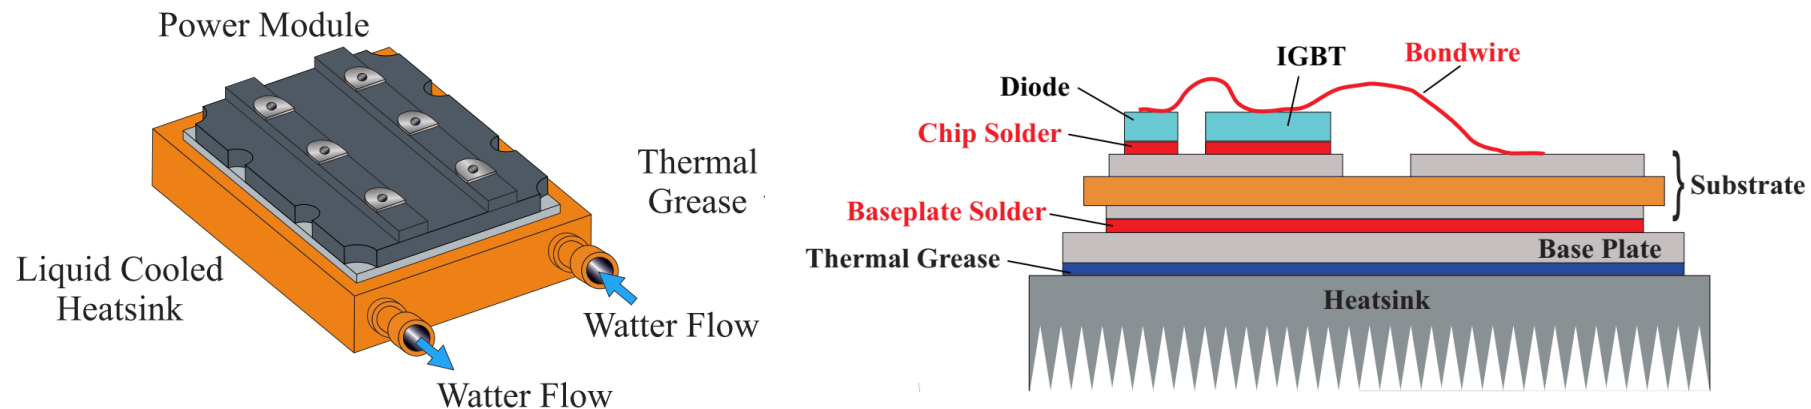 Power Module
Thermal
Grease
Liquid Cooled
Heatsink
Watter Flow
Watter Flow
IGBT
Bondwire
Diode
Chip Solder
Substrate
Baseplate Solder
Base Plate
Thermal Grease
Heatsink